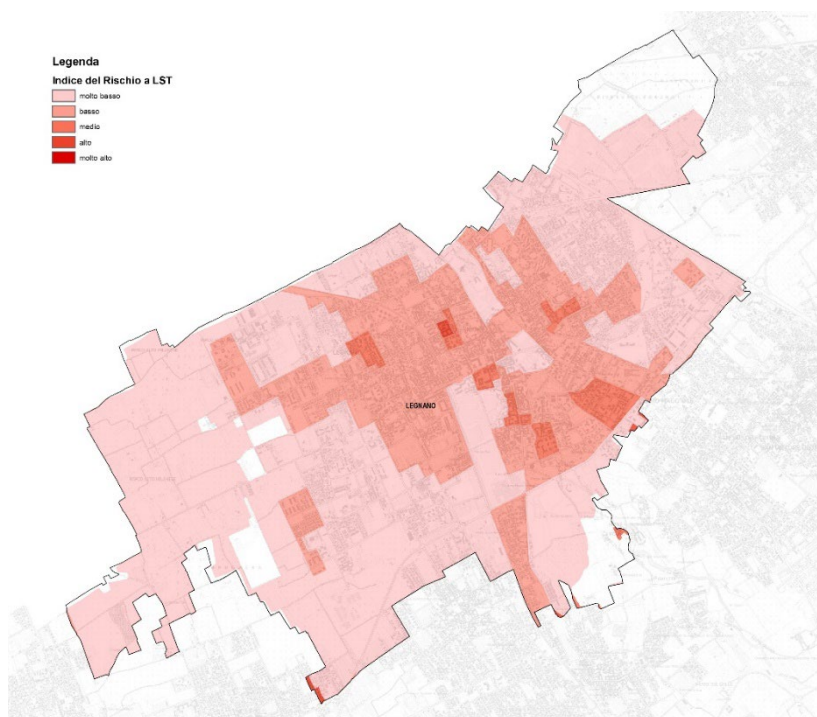 Legenda
Indice del Rischio a LST
molto basso
basso
medio
alto
molto alto
LEGNANO